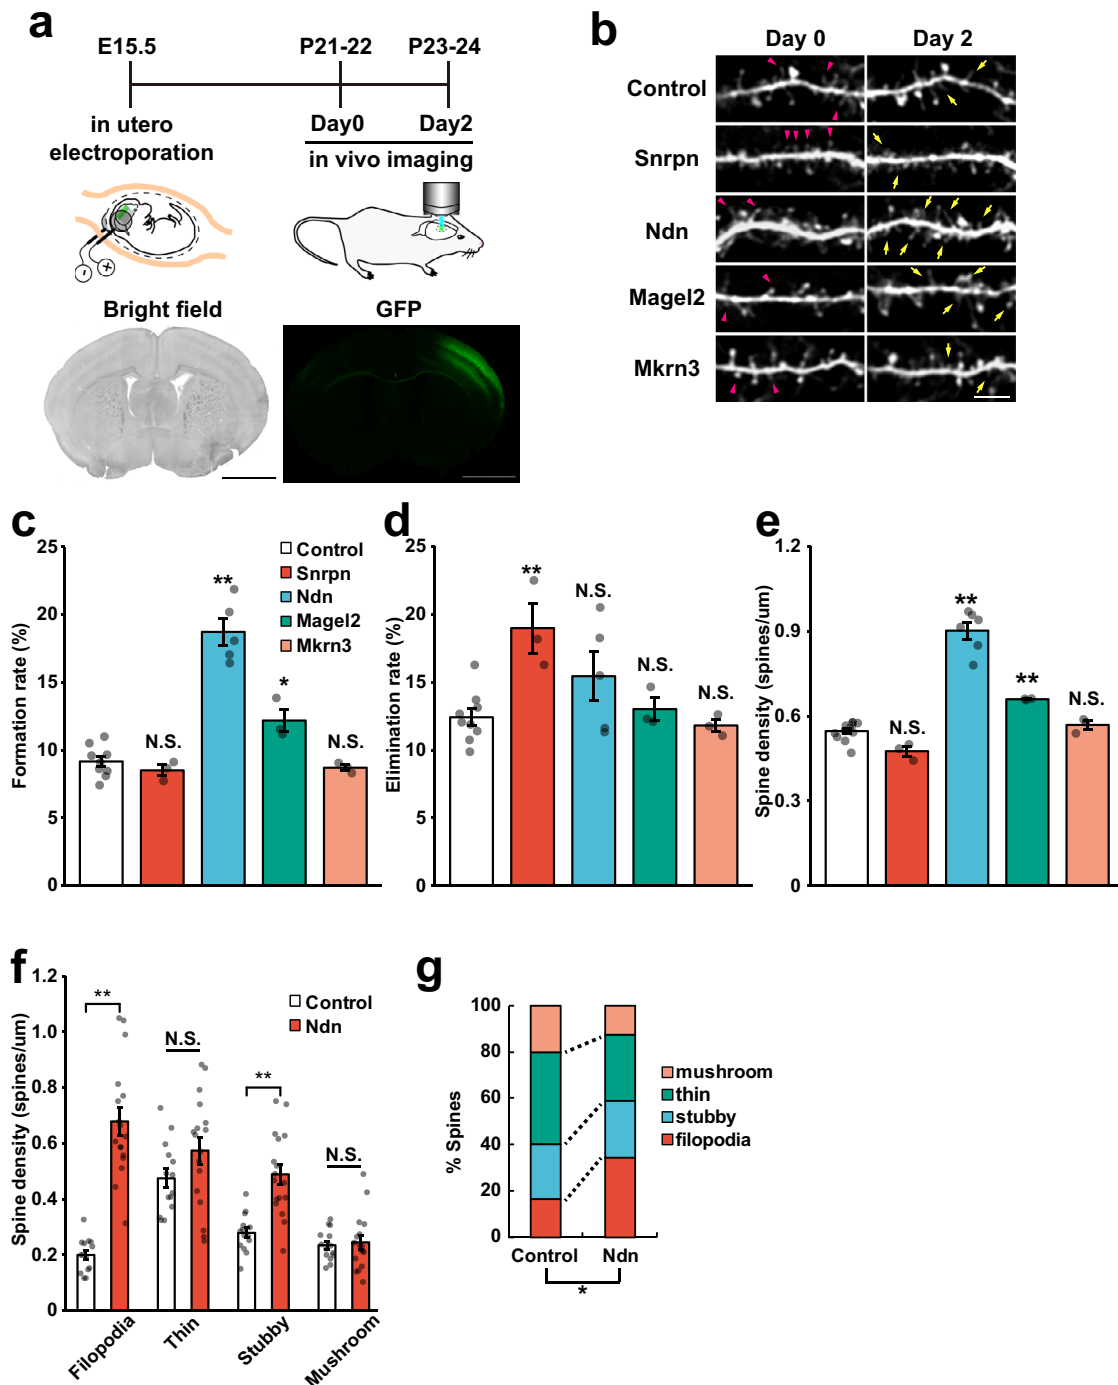 a
E15.5 P21-22 P23-24
in utero
electroporation
Day0 Day2
in vivo imaging
- +
Bright field GFP
b
Day 0 Day 2
Control
Snrpn
Ndn
Magel2
Mkrn3
c
Formation rate (%)
25
20
15
10
5
0
Control
Snrpn
Ndn
Magel2
Mkrn3
N.S.
**
*
N.S.
d
Elimination rate (%)
25
20
15
10
5
0
**
N.S.
N.S.
N.S.
e
Spine density (spines/um)
1.2
0.9
0.6
0.3
0
N.S.
**
**
N.S.
f
Spine density (spines/um)
1.2
1.0
0.8
0.6
0.4
0.2
0
Control
Ndn
**
N.S.
**
N.S.
Filopodia
Thin
Stubby
Mushroom
g
% Spines
100
80
60
40
20
0
Control Ndn
*
mushroom
thin
stubby
filopodia